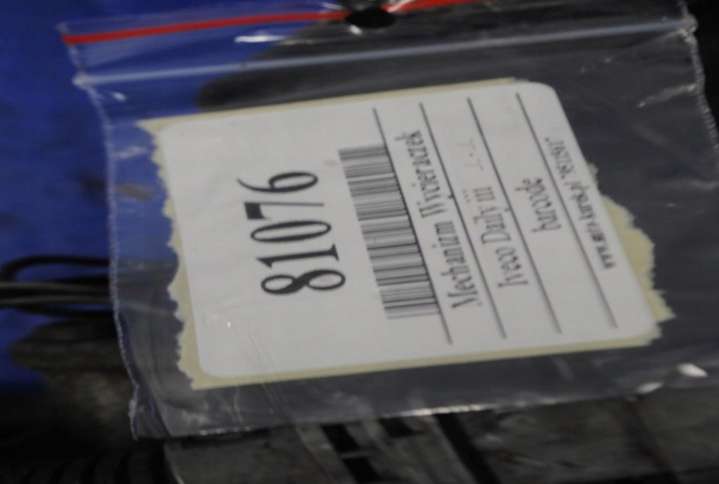 81076
Mechanizm Wycieraczek
Iveco Daily iii
barcode